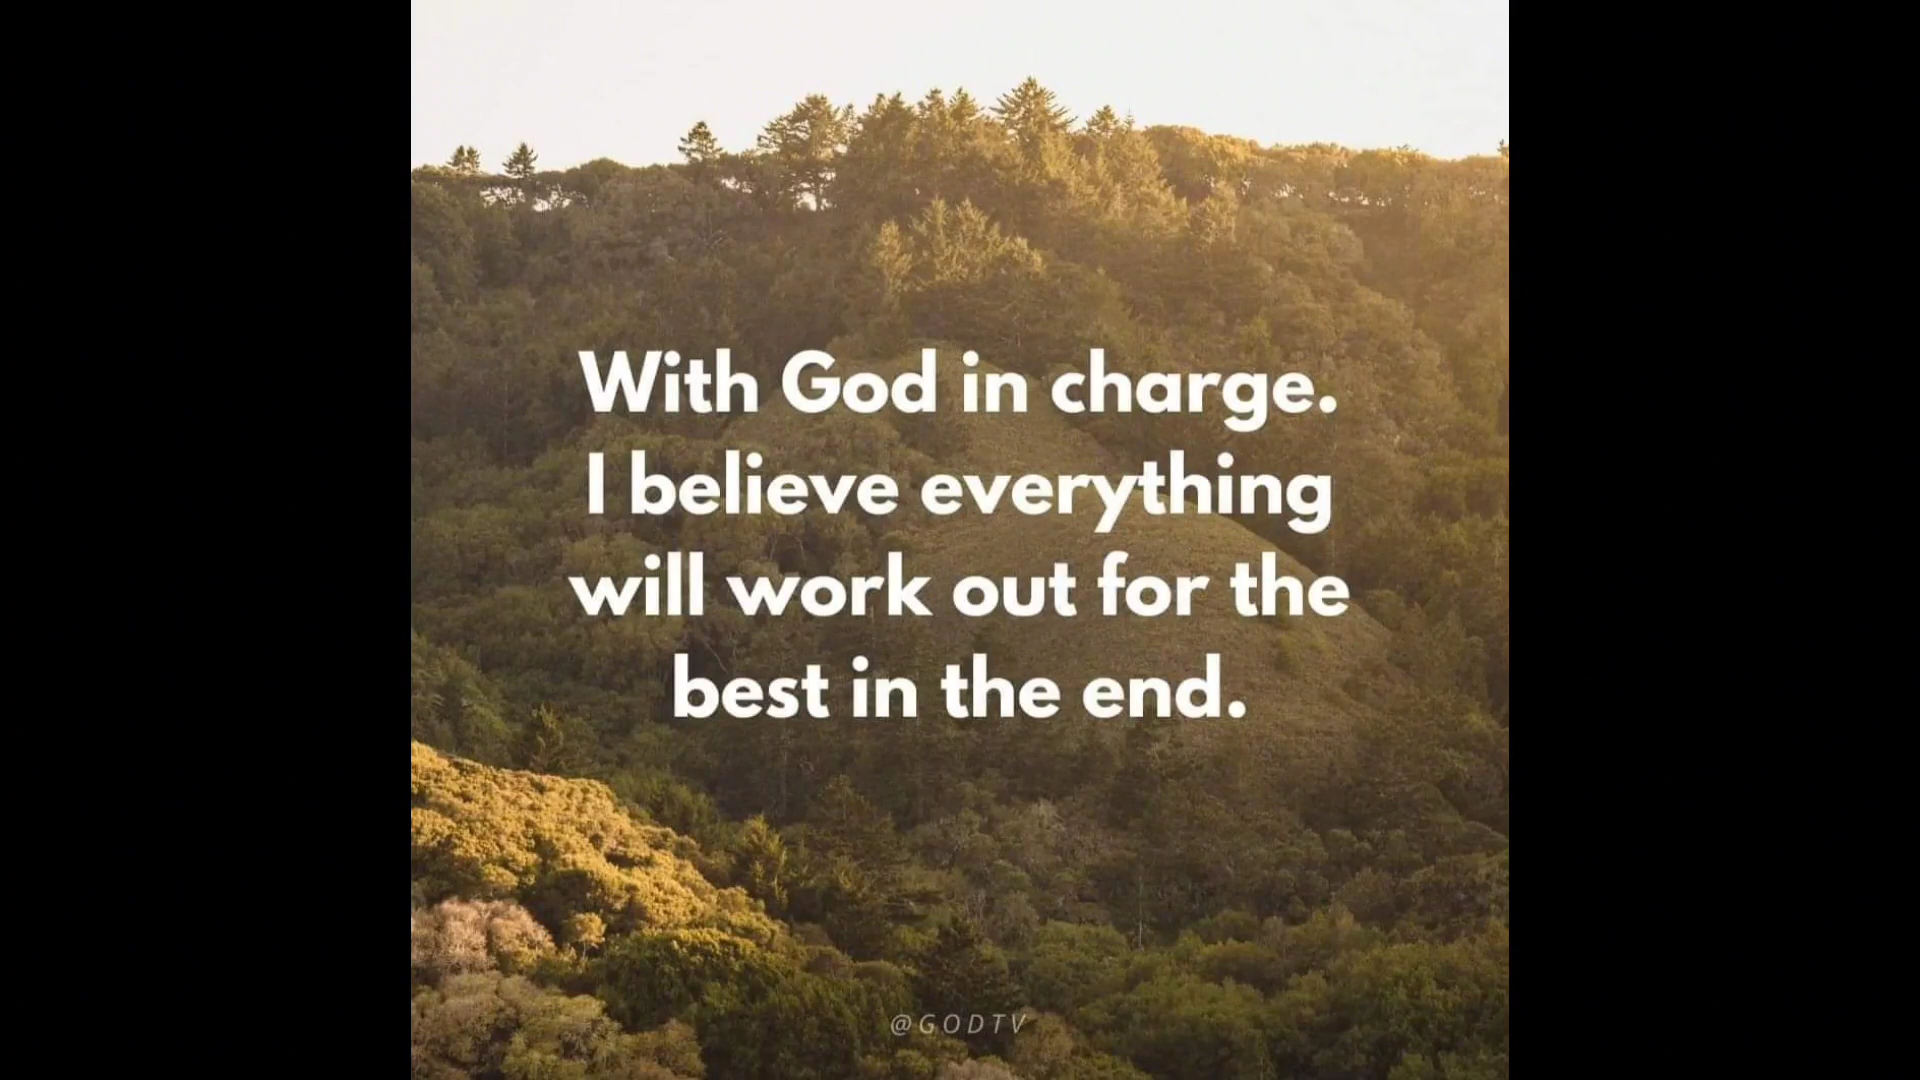 With God in charge.
I believe everything
will work out for the
best in the end.
@GODTV